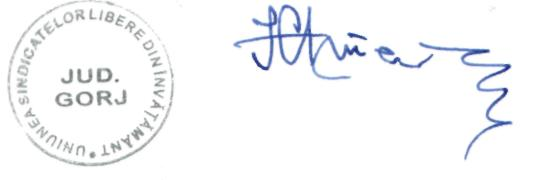 UNIUNEA SINDICATELOR LIBERE DIN ÎNVĂȚĂMÂNT *
JUD.
GORJ